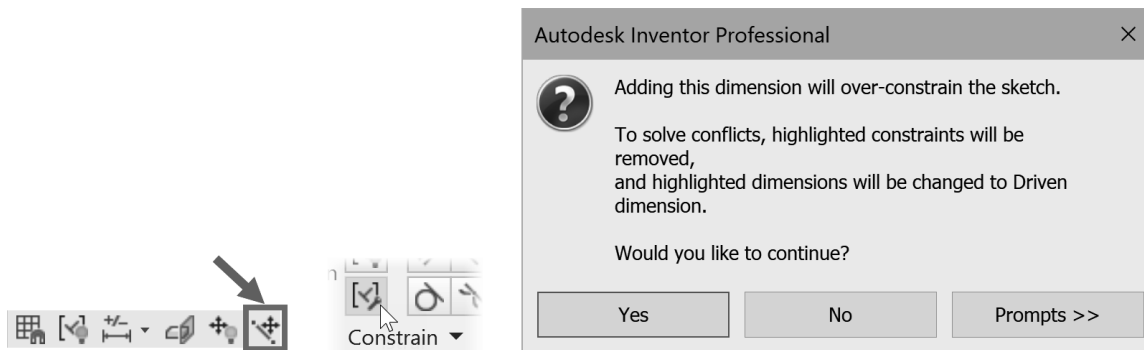 Autodesk Inventor Professional
Adding this dimension will over-constrain the sketch.
To solve conflicts, highlighted constraints will be
removed,
and highlighted dimensions will be changed to Driven
dimension.
Would you like to continue?
Yes
No
Prompts >>
+/-
Constrain